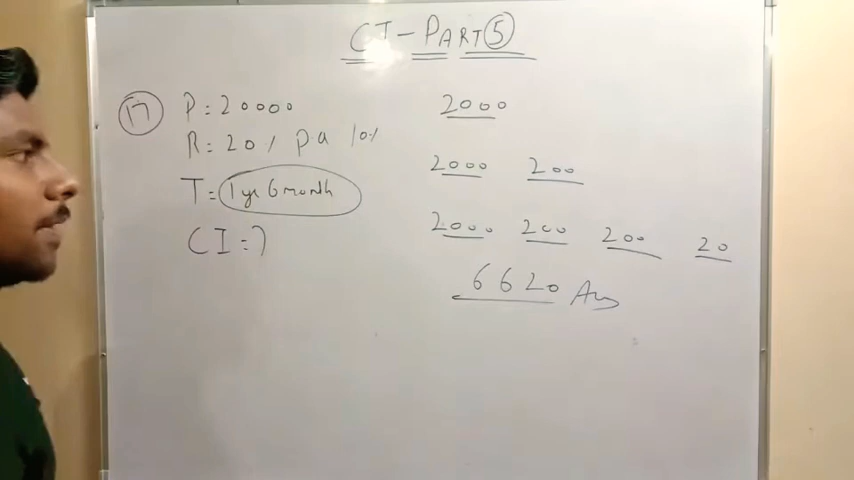 CI - PART 5
17 P = 20000
R = 20 % pa 10%
T = 1 yr 6 month
CI = ?
2000
2000 200
2000 200 200 20
6620 Ans